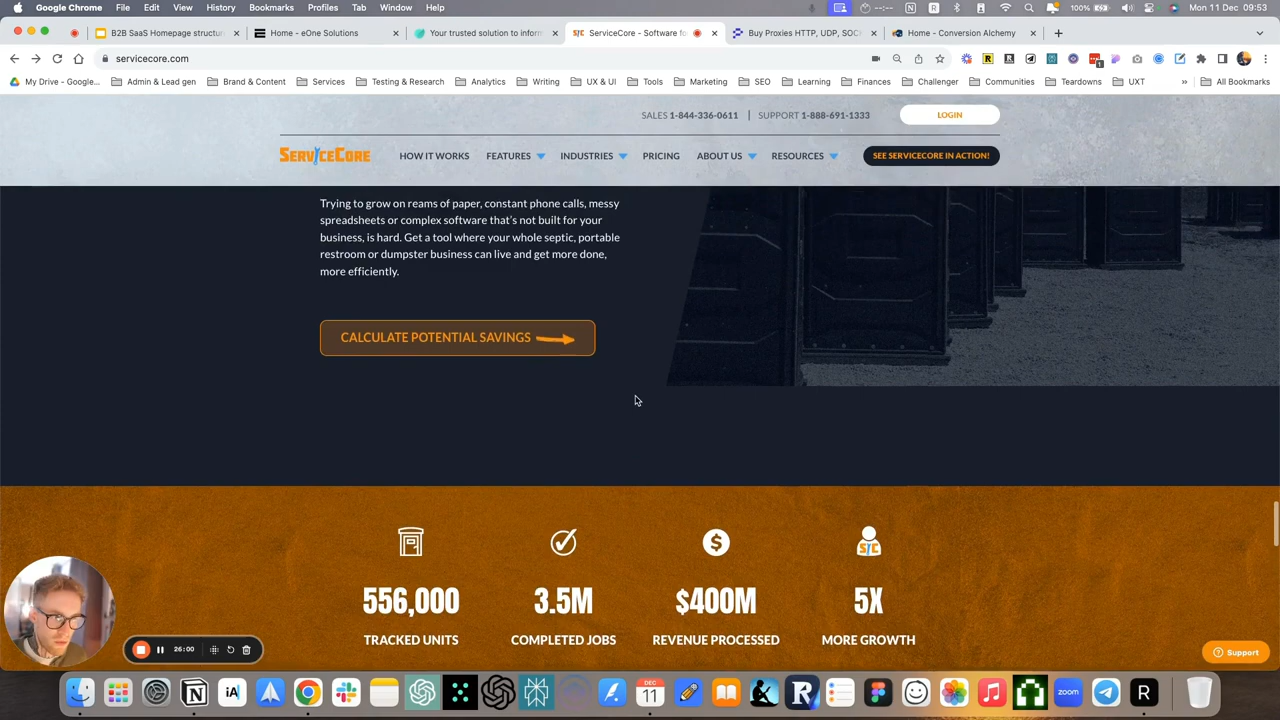 Google Chrome File Edit View History Bookmarks Profiles Tab Window Help
100% Mon 11 Dec 09:53
B2B SaaS Homepage structur
Home - eOne Solutions
Your trusted solution to inform
ServiceCore - Software fo
Buy Proxies HTTP, UDP, SOC
Home - Conversion Alchemy
servicecore.com
My Drive - Google... Admin & Lead gen Brand & Content Services Testing & Research Analytics Writing UX & UI Tools Marketing SEO Learning Finances Challenger Communities Teardowns UXT » All Bookmarks
SALES 1-844-336-0611 | SUPPORT 1-888-691-1333 LOGIN
SERVICECORE HOW IT WORKS FEATURES INDUSTRIES PRICING ABOUT US RESOURCES SEE SERVICECORE IN ACTION!
Trying to grow on reams of paper, constant phone calls, messy
spreadsheets or complex software that's not built for your
business, is hard. Get a tool where your whole septic, portable
restroom or dumpster business can live and get more done,
more efficiently.
CALCULATE POTENTIAL SAVINGS
556,000 3.5M $400M 5X
TRACKED UNITS COMPLETED JOBS REVENUE PROCESSED MORE GROWTH
26:00
Support
iA DEC 11 zoom R